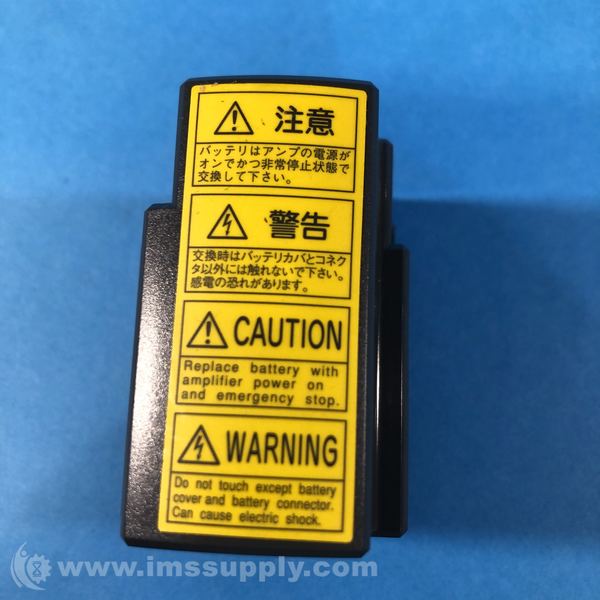 注意
バッテリはアンプの電源が
オンでかつ非常停止状態で
交換して下さい。
警告
交換時はバッテリカバとコネク
タ以外には触れないで下さい。
感電の恐れがあります。
CAUTION
Replace battery with
amplifier power on
and emergency stop.
WARNING
Do not touch except battery
cover and battery connector.
Can cause electric shock.
www.imssupply.com